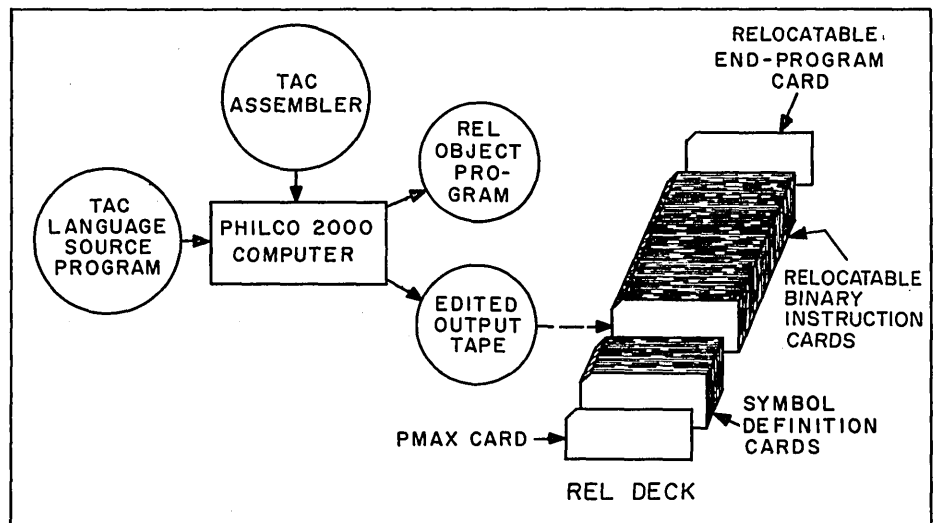 RELOCATABLE
END-PROGRAM
CARD
TAC
ASSEMBLER
REL
OBJECT
PRO-
GRAM
TAC
LANGUAGE
SOURCE
PROGRAM
PHILCO 2000
COMPUTER
EDITED
OUTPUT
TAPE
RELOCATABLE
BINARY
INSTRUCTION
CARDS
SYMBOL
DEFINITION
CARDS
PMAX CARD
REL DECK